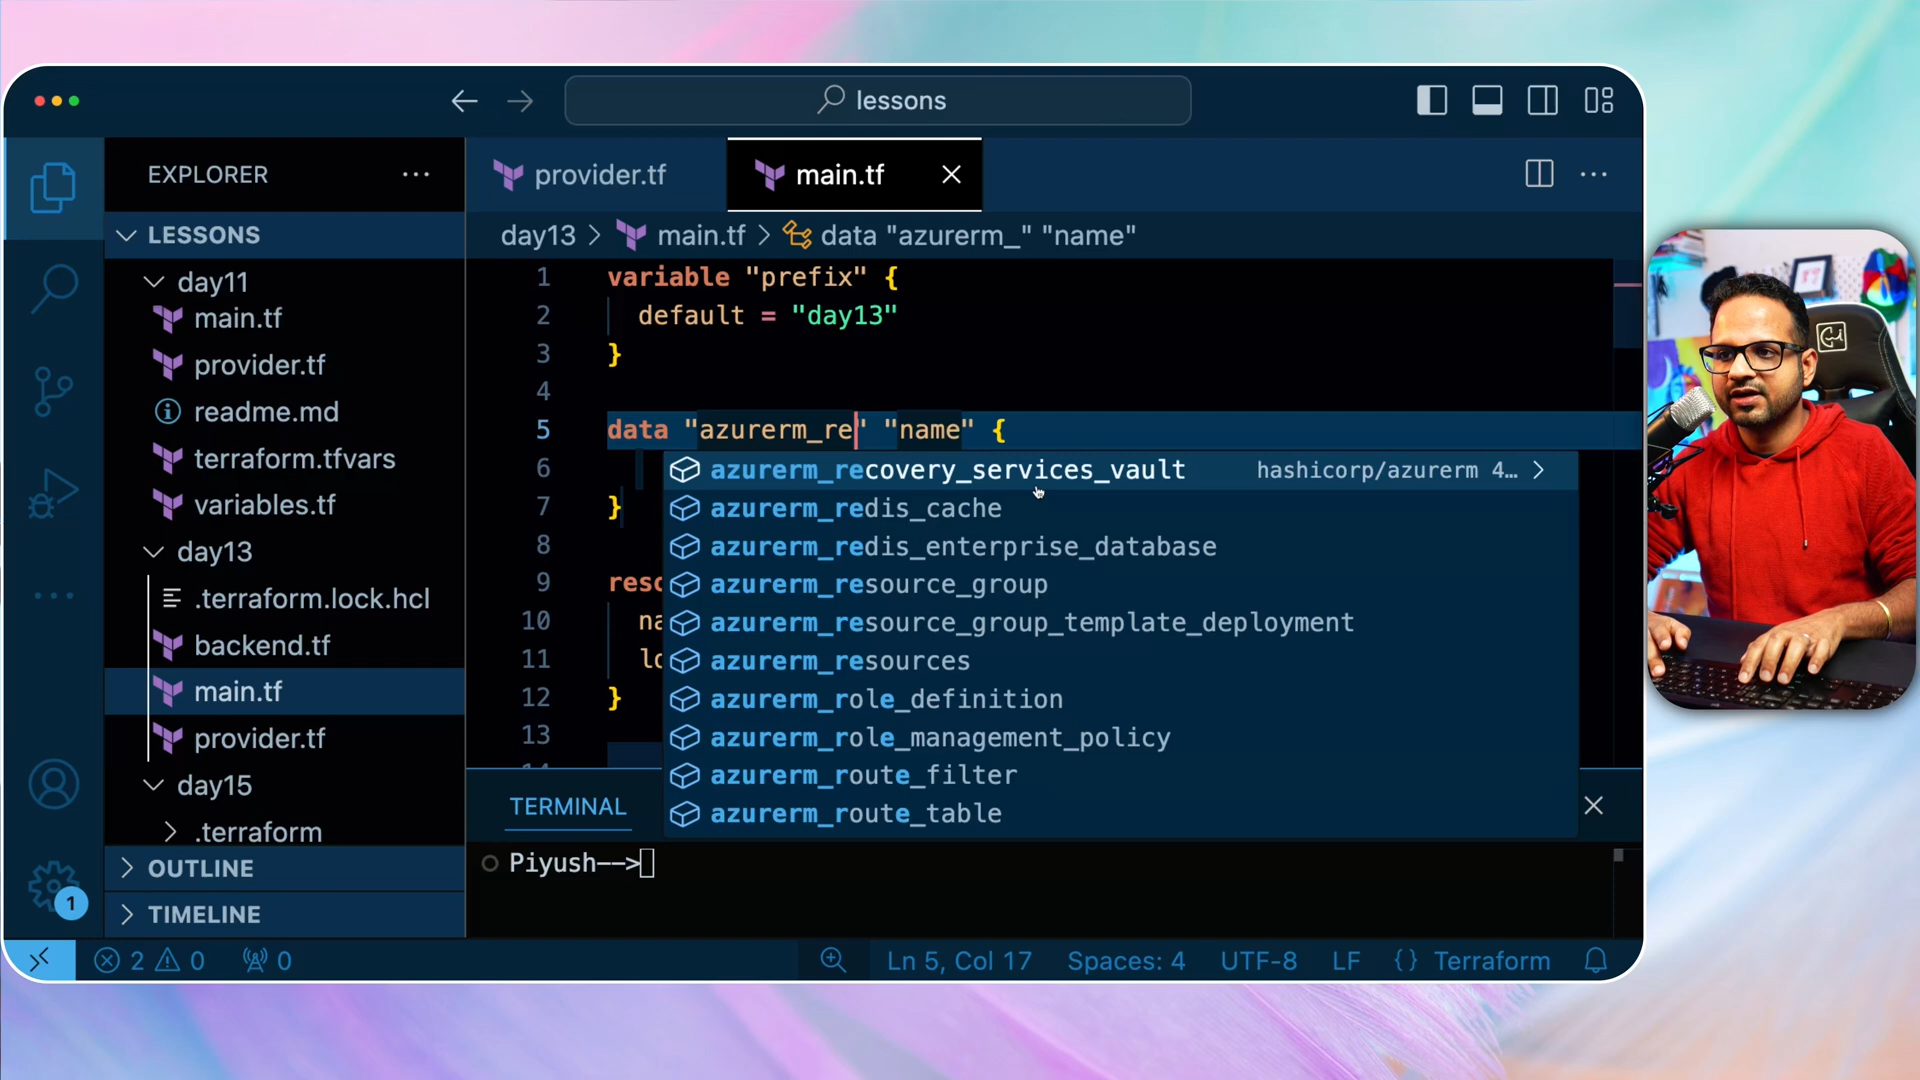 lessons
EXPLORER
provider.tf
main.tf
LESSONS
day13 > main.tf > data "azurerm_" "name"
day11
main.tf
provider.tf
readme.md
terraform.tfvars
variables.tf
day13
.terraform.lock.hcl
backend.tf
main.tf
provider.tf
day15
.terraform
OUTLINE
TIMELINE
1
1 variable "prefix" {
2 default = "day13"
3 }
4
5 data "azurerm_re" "name" {
6
7 }
8
9 reso
10 na
11 lo
12 }
13
14
azurerm_recovery_services_vault hashicorp/azurerm 4...
azurerm_redis_cache
azurerm_redis_enterprise_database
azurerm_resource_group
azurerm_resource_group_template_deployment
azurerm_resources
azurerm_role_definition
azurerm_role_management_policy
azurerm_route_filter
azurerm_route_table
TERMINAL
Piyush-->
2 0 0
Ln 5, Col 17 Spaces: 4 UTF-8 LF {} Terraform